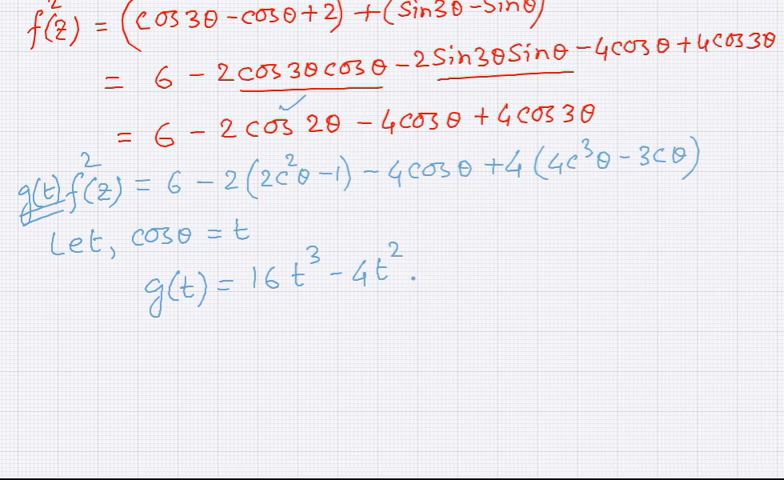 f²(z) = (cos3θ - cosθ + 2)² + (sin3θ - sinθ)
= 6 - 2cos3θcosθ - 2sin3θsinθ - 4cosθ + 4cos3θ
= 6 - 2cos2θ - 4cosθ + 4cos3θ
g(t) f²(z) = 6 - 2(2c²θ - 1) - 4cosθ + 4(4c³θ - 3cθ)
Let, cosθ = t
g(t) = 16t³ - 4t².